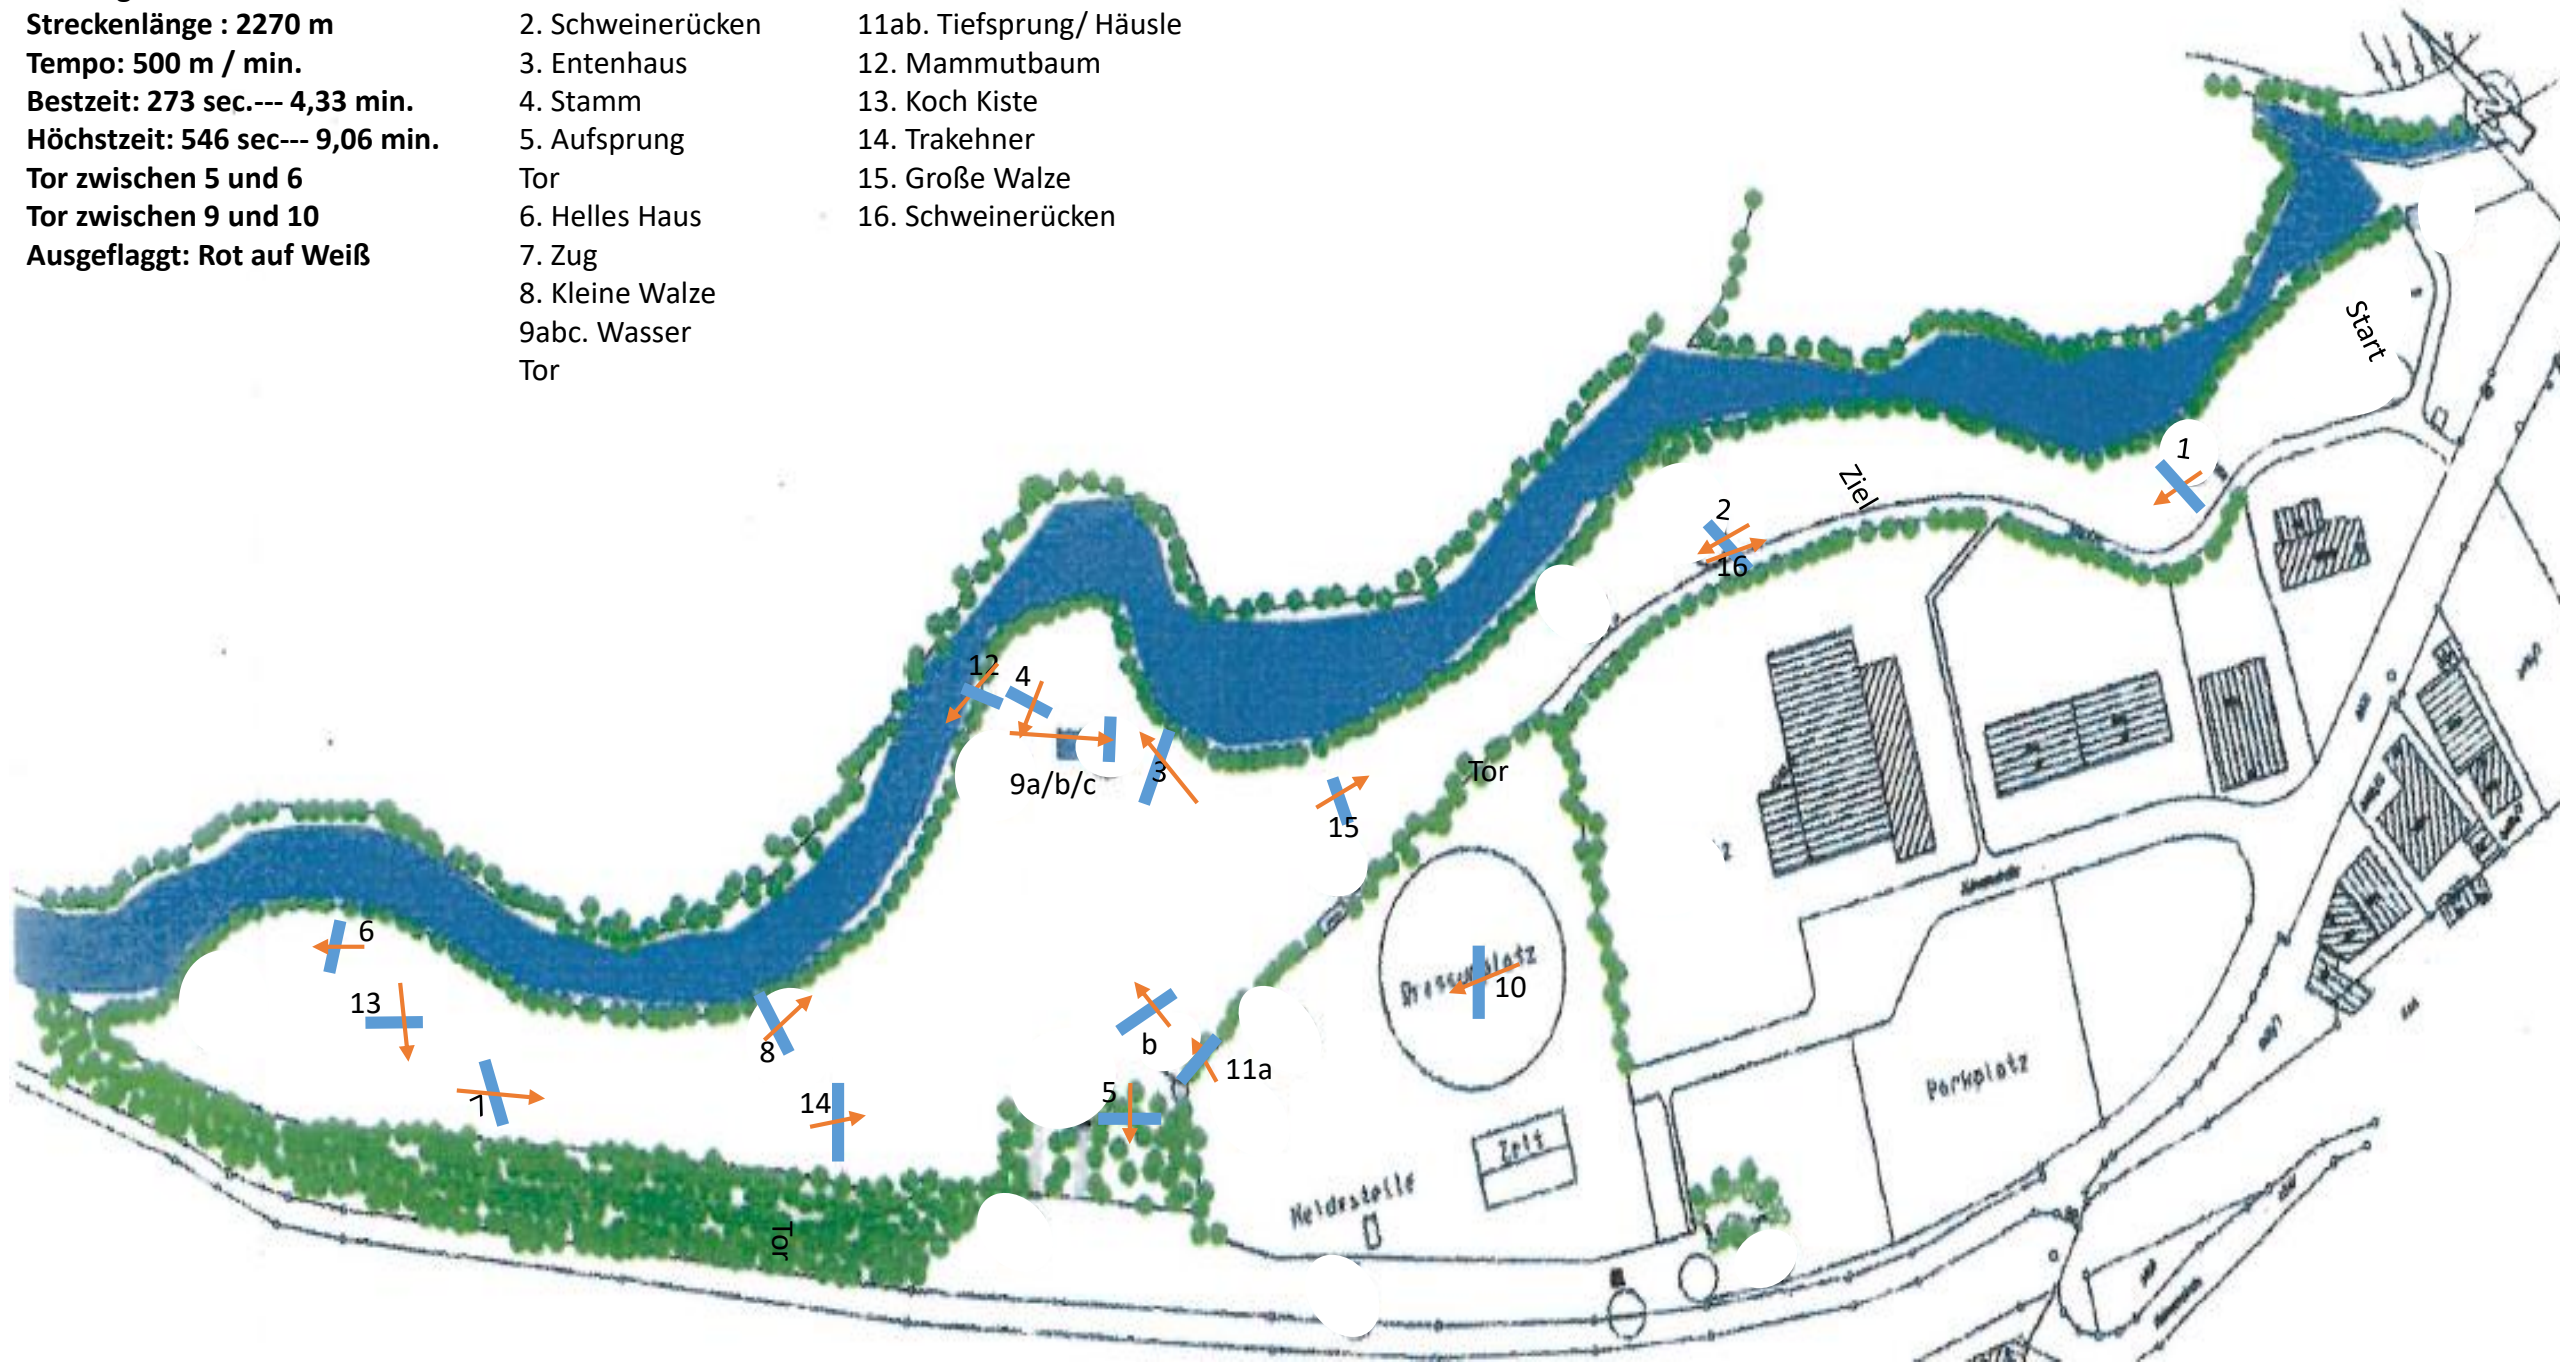 Streckenlänge : 2270 m
Tempo: 500 m / min.
Bestzeit: 273 sec.--- 4,33 min.
Höchstzeit: 546 sec--- 9,06 min.
Tor zwischen 5 und 6
Tor zwischen 9 und 10
Ausgeflaggt: Rot auf Weiß
2. Schweinerücken
3. Entenhaus
4. Stamm
5. Aufsprung
Tor
6. Helles Haus
7. Zug
8. Kleine Walze
9abc. Wasser
Tor
11ab. Tiefsprung/ Häusle
12. Mammutbaum
13. Koch Kiste
14. Trakehner
15. Große Walze
16. Schweinerücken
Start
1
Ziel
2
16
12
4
3
9a/b/c
Tor
15
6
10
13
8
b
11a
5
7
14
Parkplatz
Zelt
Meldestelle
Tor